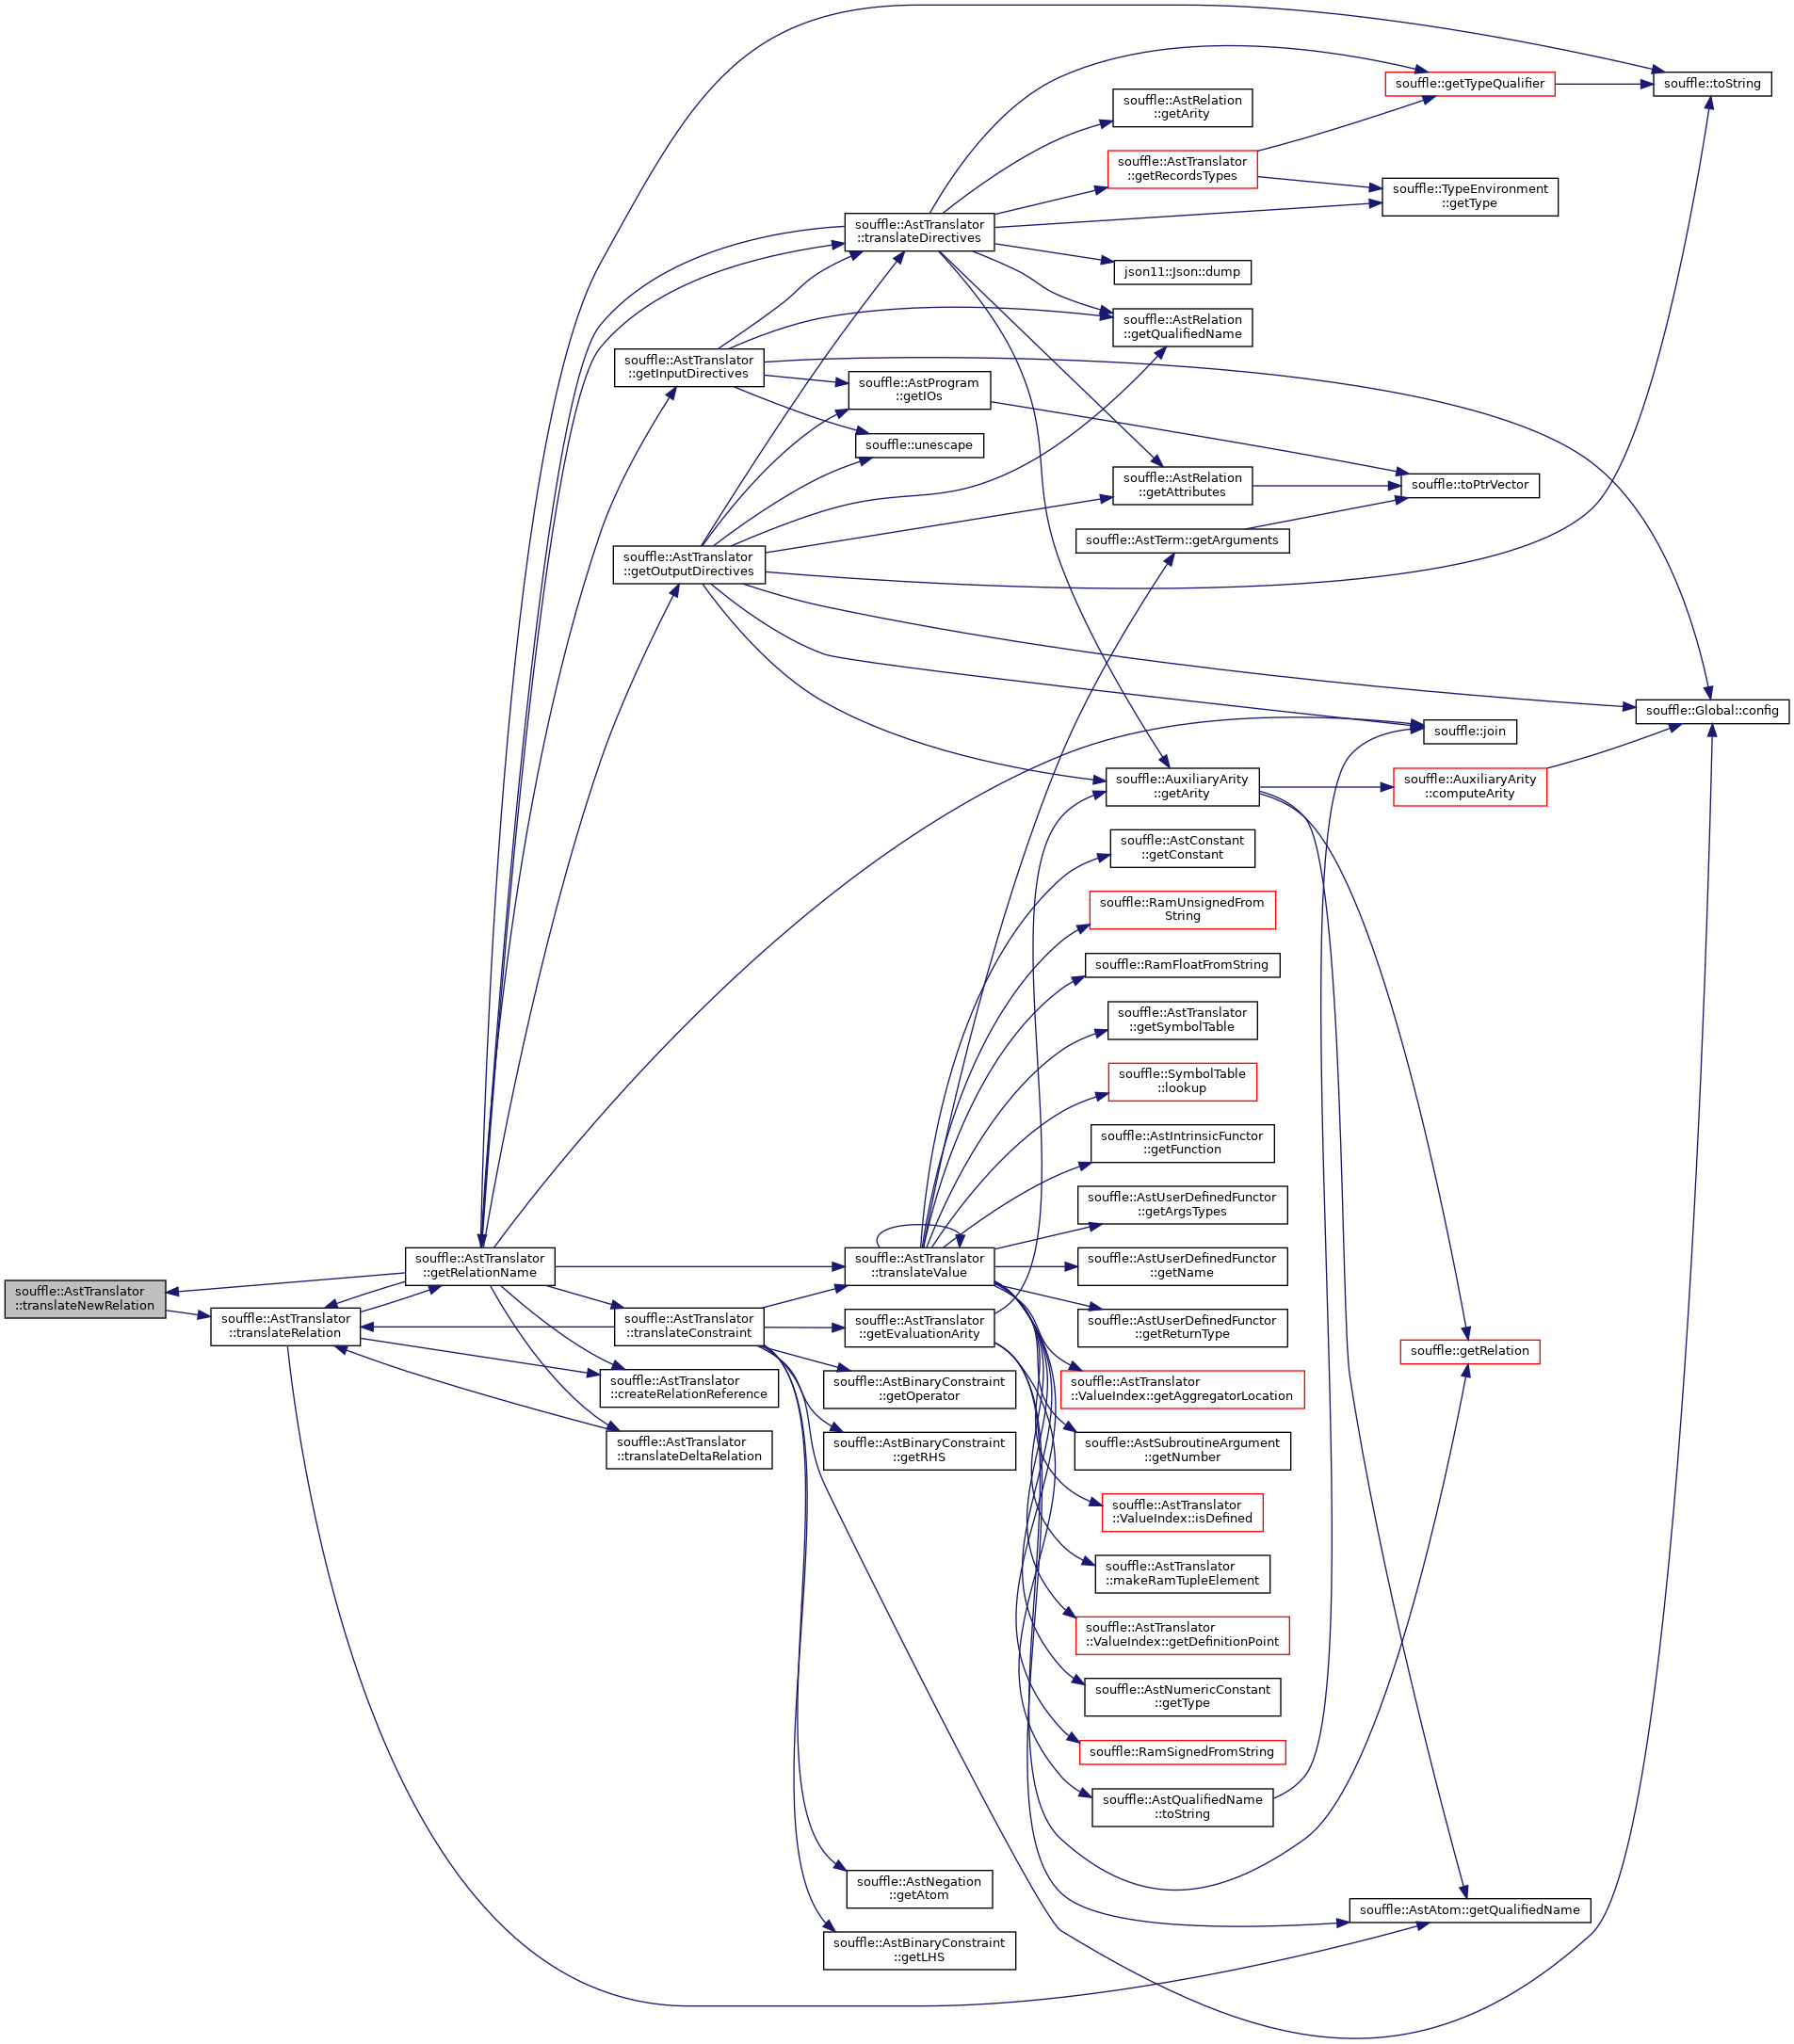 souffle::AstTranslator
::translateNewRelation
souffle::AstTranslator
::translateRelation
souffle::AstTranslator
::getRelationName
souffle::AstTranslator
::getInputDirectives
souffle::AstTranslator
::getOutputDirectives
souffle::AstTranslator
::translateConstraint
souffle::AstTranslator
::createRelationReference
souffle::AstTranslator
::translateDeltaRelation
souffle::AstTranslator
::translateDirectives
souffle::AstProgram
::getIOs
souffle::unescape
souffle::AstTranslator
::translateValue
souffle::AstTranslator
::getEvaluationArity
souffle::AstBinaryConstraint
::getOperator
souffle::AstBinaryConstraint
::getRHS
souffle::AstNegation
::getAtom
souffle::AstBinaryConstraint
::getLHS
souffle::AstRelation
::getArity
souffle::AstTranslator
::getRecordsTypes
json11::Json::dump
souffle::AstRelation
::getQualifiedName
souffle::AstRelation
::getAttributes
souffle::AstTerm::getArguments
souffle::AuxiliaryArity
::getArity
souffle::AstConstant
::getConstant
souffle::RamUnsignedFrom
String
souffle::RamFloatFromString
souffle::AstTranslator
::getSymbolTable
souffle::SymbolTable
::lookup
souffle::AstIntrinsicFunctor
::getFunction
souffle::AstUserDefinedFunctor
::getArgsTypes
souffle::AstUserDefinedFunctor
::getName
souffle::AstUserDefinedFunctor
::getReturnType
souffle::AstTranslator
::ValueIndex::getAggregatorLocation
souffle::AstSubroutineArgument
::getNumber
souffle::AstTranslator
::ValueIndex::isDefined
souffle::AstTranslator
::makeRamTupleElement
souffle::AstTranslator
::ValueIndex::getDefinitionPoint
souffle::AstNumericConstant
::getType
souffle::RamSignedFromString
souffle::AstQualifiedName
::toString
souffle::getTypeQualifier
souffle::TypeEnvironment
::getType
souffle::toPtrVector
souffle::join
souffle::AuxiliaryArity
::computeArity
souffle::getRelation
souffle::AstAtom::getQualifiedName
souffle::toString
souffle::Global::config